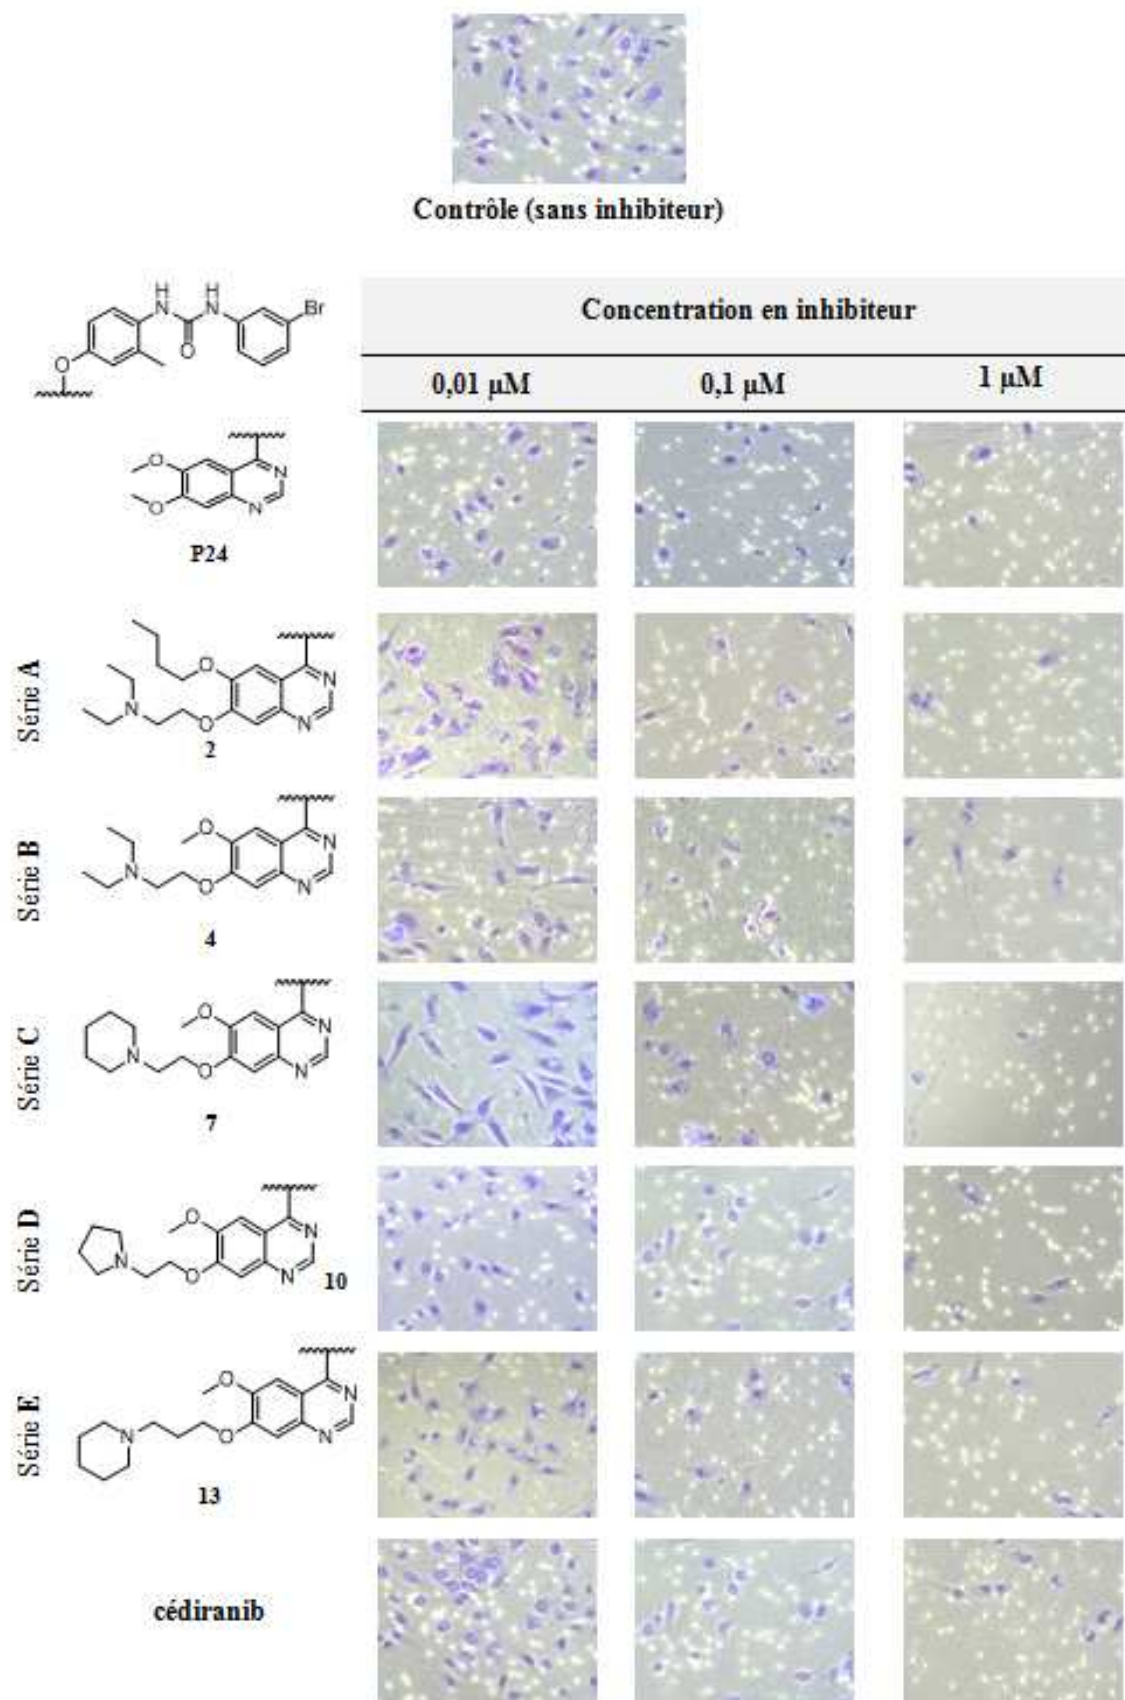 Contrôle (sans inhibiteur)
H
N
H
N
Br
O
O
Concentration en inhibiteur
0,01 µM
0,1 µM
1 µM
O
O
N
N
P24
Série A
O
N
O
N
N
2
Série B
O
N
O
N
N
4
Série C
O
N
O
N
N
7
Série D
O
N
O
N
N
10
Série E
O
N
O
N
N
13
cédiranib